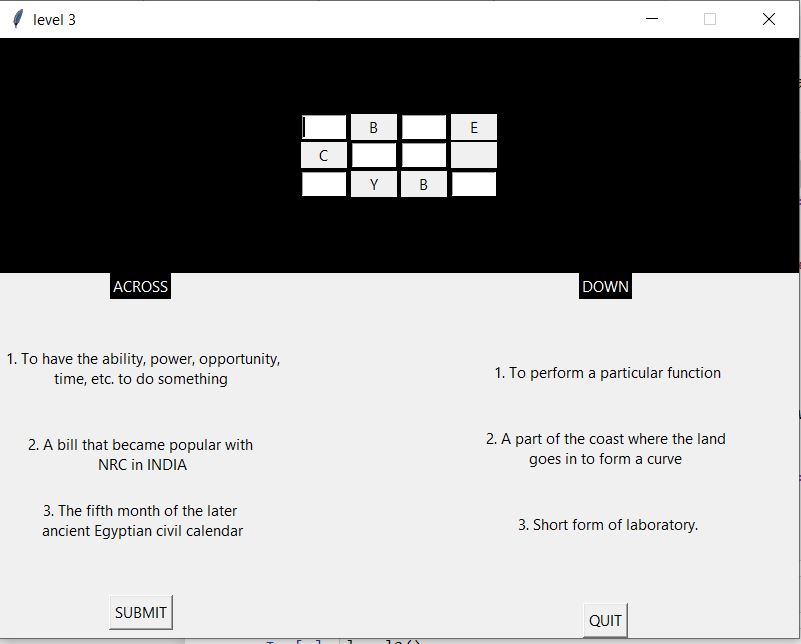 level 3
B E
C
Y B
ACROSS
DOWN
1. To have the ability, power, opportunity,
time, etc. to do something
1. To perform a particular function
2. A bill that became popular with
NRC in INDIA
2. A part of the coast where the land
goes in to form a curve
3. The fifth month of the later
ancient Egyptian civil calendar
3. Short form of laboratory.
SUBMIT
QUIT